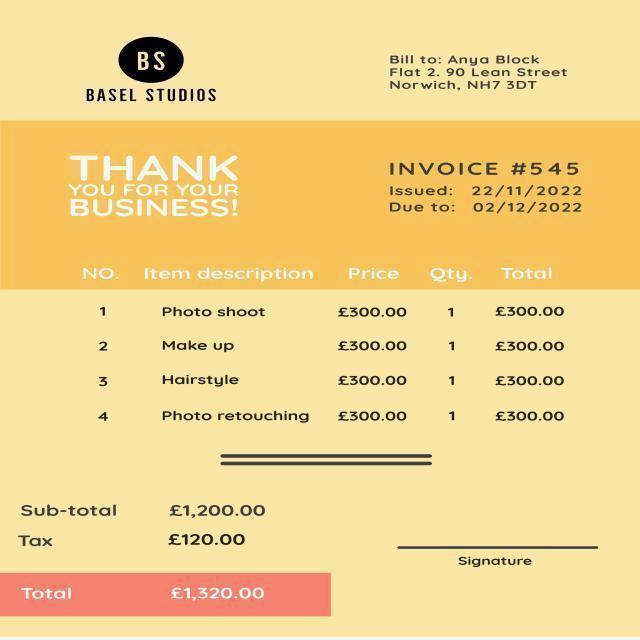 BS
BASEL STUDIOS
Bill to: Anya Block
Flat 2. 90 Lean Street
Norwich, NH7 3DT
THANK
YOU FOR YOUR
BUSINESS!
INVOICE #545
Issued: 22/11/2022
Due to: 02/12/2022
NO. Item description Price Qty. Total
1 Photo shoot £300.00 1 £300.00
2 Make up £300.00 1 £300.00
3 Hairstyle £300.00 1 £300.00
4 Photo retouching £300.00 1 £300.00
Sub-total £1,200.00
Tax £120.00
Signature
Total £1,320.00